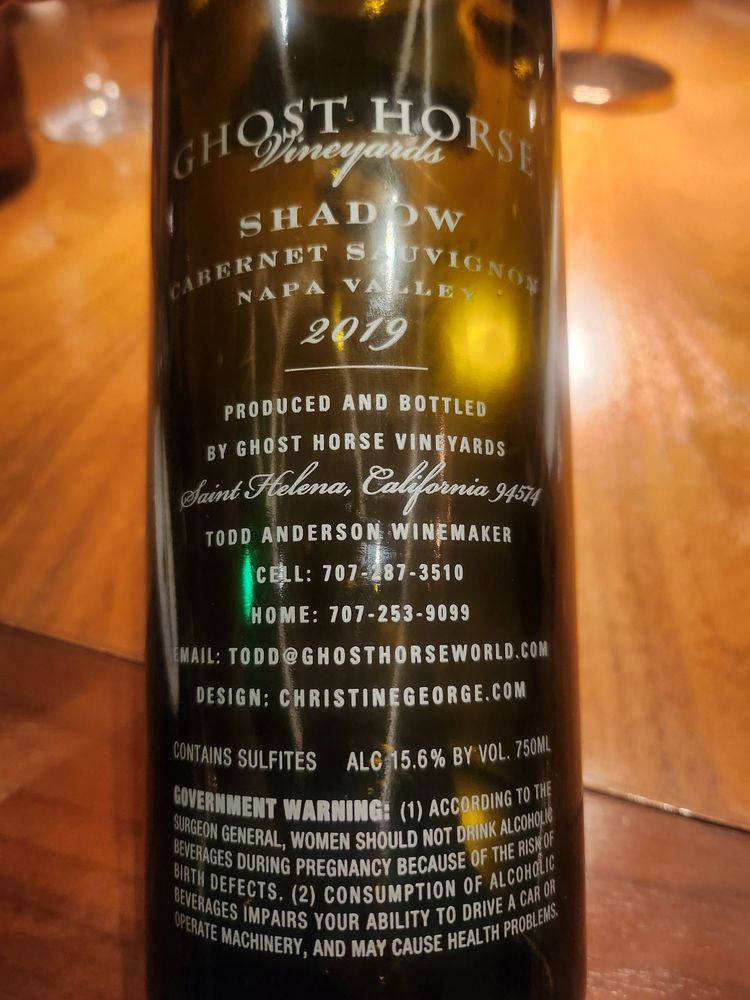 GHOST HORSE
Vineyards
SHADOW
CABERNET SAUVIGNON
NAPA VALLEY
2019
PRODUCED AND BOTTLED
BY GHOST HORSE VINEYARDS
Saint Helena, California 94574
TODD ANDERSON WINEMAKER
CELL: 707-287-3510
HOME: 707-253-9099
EMAIL: TODD@GHOSTHORSEWORLD.COM
DESIGN: CHRISTINEGEORGE.COM
CONTAINS SULFITES ALC 15.6% BY VOL. 750ML
GOVERNMENT WARNING: (1) ACCORDING TO THE
SURGEON GENERAL, WOMEN SHOULD NOT DRINK ALCOHOLIC
BEVERAGES DURING PREGNANCY BECAUSE OF THE RISK OF
BIRTH DEFECTS. (2) CONSUMPTION OF ALCOHOLIC
BEVERAGES IMPAIRS YOUR ABILITY TO DRIVE A CAR OR
OPERATE MACHINERY, AND MAY CAUSE HEALTH PROBLEMS.